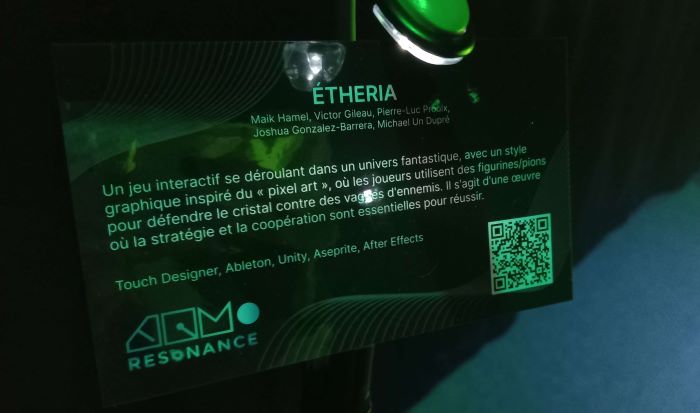 ÉTHERIA
Maik Hamel, Victor Gileau, Pierre-Luc Proulx,
Joshua Gonzalez-Barrera, Michael Un Dupré
Un jeu interactif se déroulant dans un univers fantastique, avec un style
graphique inspiré du « pixel art », où les joueurs utilisent des figurines/pions
pour défendre le cristal contre des vagues d'ennemis. Il s'agit d'une œuvre
où la stratégie et la coopération sont essentielles pour réussir.
Touch Designer, Ableton, Unity, Aseprite, After Effects
RESONANCE